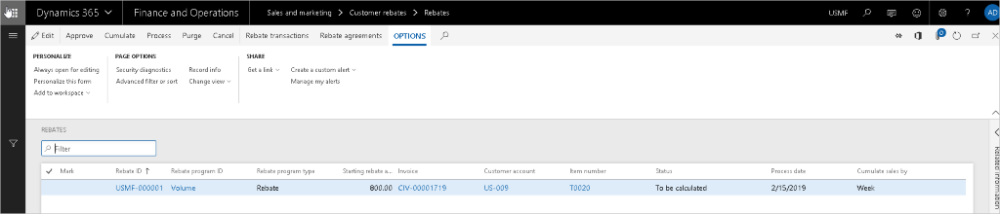 Dynamics 365 Finance and Operations Sales and marketing > Customer rebates > Rebates USMF ? AD
Edit Approve Cumulate Process Purge Cancel Rebate transactions Rebate agreements OPTIONS 0
PERSONALIZE PAGE OPTIONS SHARE
Always open for editing Security diagnostics Record info Get a link Create a custom alert
Personalize this form Advanced filter or sort Change view Manage my alerts
Add to workspace
REBATES
Filter
Mark Rebate ID ↑ Rebate program ID Rebate program type Starting rebate a... Invoice Customer account Item number Status Process date Cumulate sales by
USMF-000001 Volume Rebate 800.00 CIV-00001719 US-009 T0020 To be calculated 2/15/2019 Week
Related information